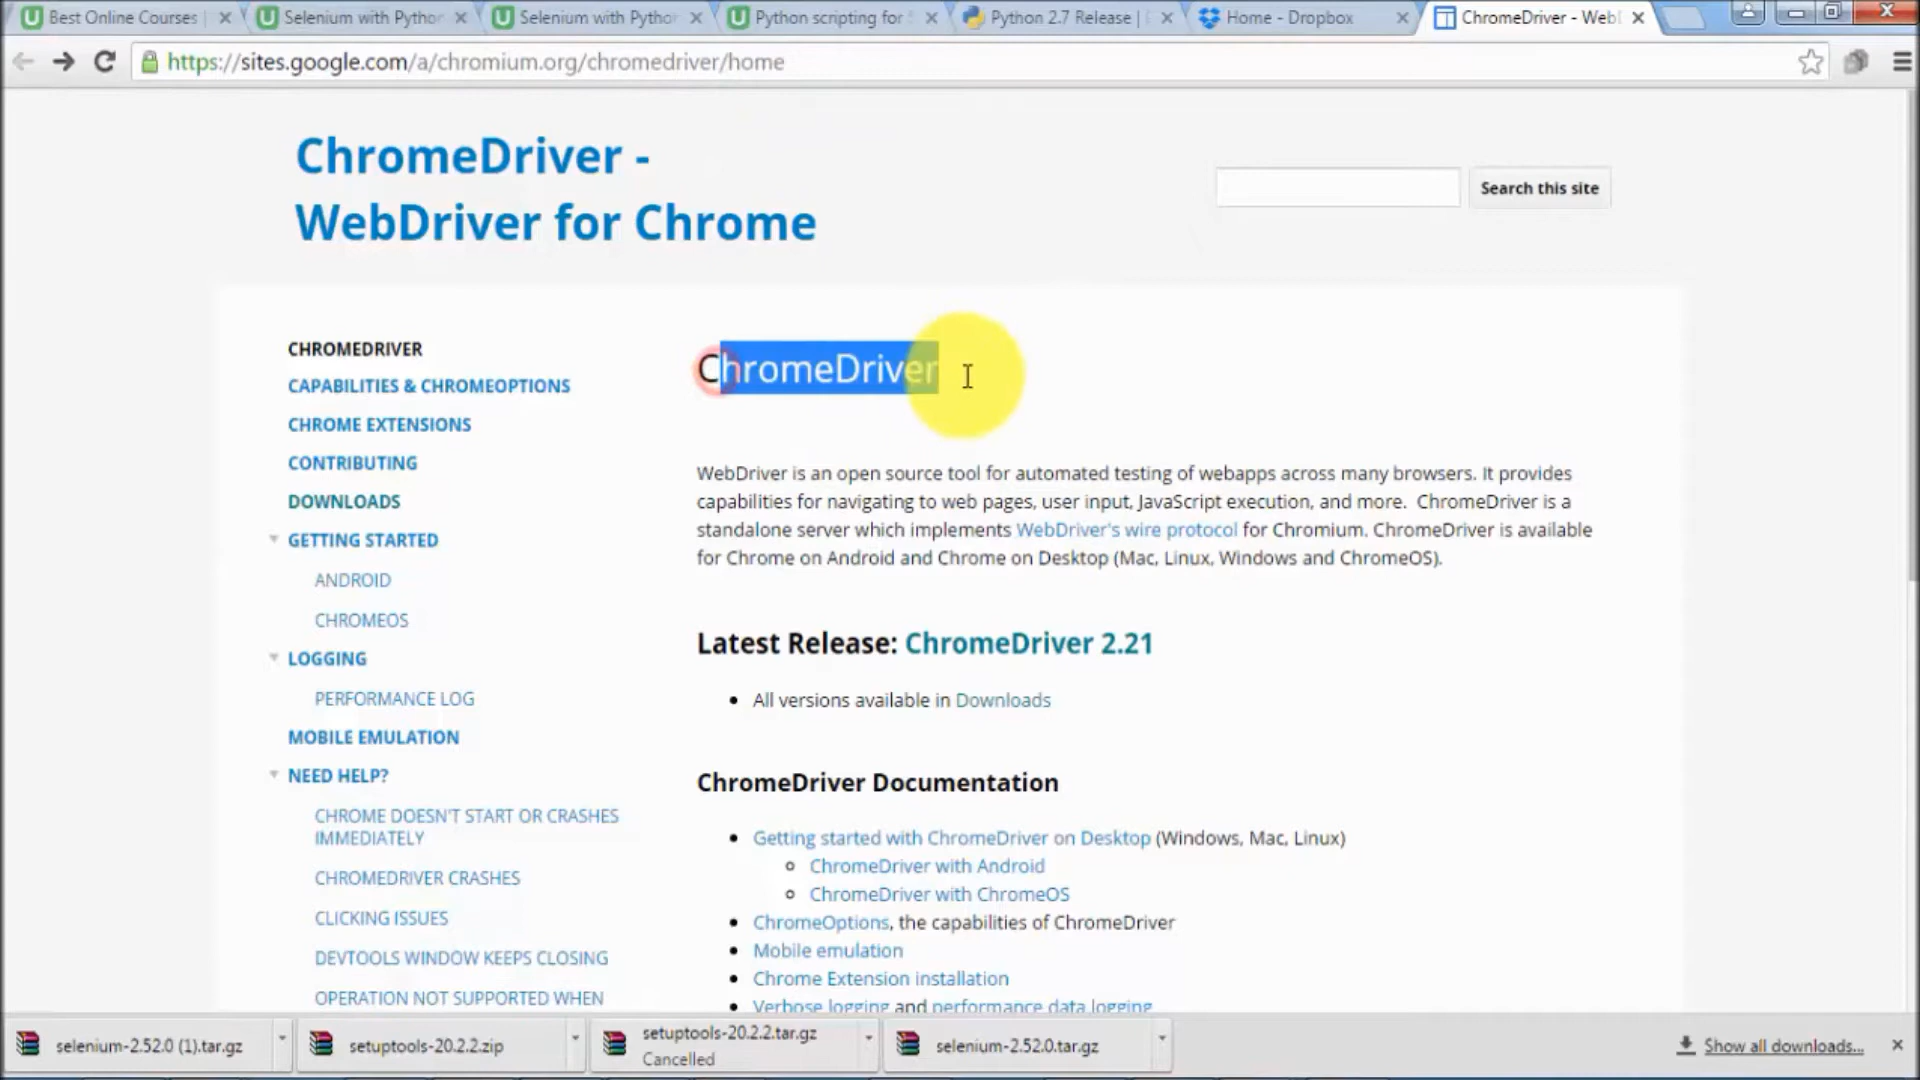 Best Online Courses
Selenium with Python
Selenium with Pytho
Python scripting for
Python 2.7 Release |
Home - Dropbox
ChromeDriver - Web
https://sites.google.com/a/chromium.org/chromedriver/home
ChromeDriver -
WebDriver for Chrome
Search this site
CHROMEDRIVER
CAPABILITIES & CHROMEOPTIONS
CHROME EXTENSIONS
CONTRIBUTING
DOWNLOADS
GETTING STARTED
ANDROID
CHROMEOS
LOGGING
PERFORMANCE LOG
MOBILE EMULATION
NEED HELP?
CHROME DOESN'T START OR CRASHES
IMMEDIATELY
CHROMEDRIVER CRASHES
CLICKING ISSUES
DEVTOOLS WINDOW KEEPS CLOSING
OPERATION NOT SUPPORTED WHEN
ChromeDriver
WebDriver is an open source tool for automated testing of webapps across many browsers. It provides
capabilities for navigating to web pages, user input, JavaScript execution, and more. ChromeDriver is a
standalone server which implements WebDriver's wire protocol for Chromium. ChromeDriver is available
for Chrome on Android and Chrome on Desktop (Mac, Linux, Windows and ChromeOS).
Latest Release: ChromeDriver 2.21
All versions available in Downloads
ChromeDriver Documentation
Getting started with ChromeDriver on Desktop (Windows, Mac, Linux)
ChromeDriver with Android
ChromeDriver with ChromeOS
ChromeOptions, the capabilities of ChromeDriver
Mobile emulation
Chrome Extension installation
Verbose logging and performance data logging
selenium-2.52.0 (1).tar.gz
setuptools-20.2.2.zip
setuptools-20.2.2.tar.gz
Cancelled
selenium-2.52.0.tar.gz
Show all downloads...